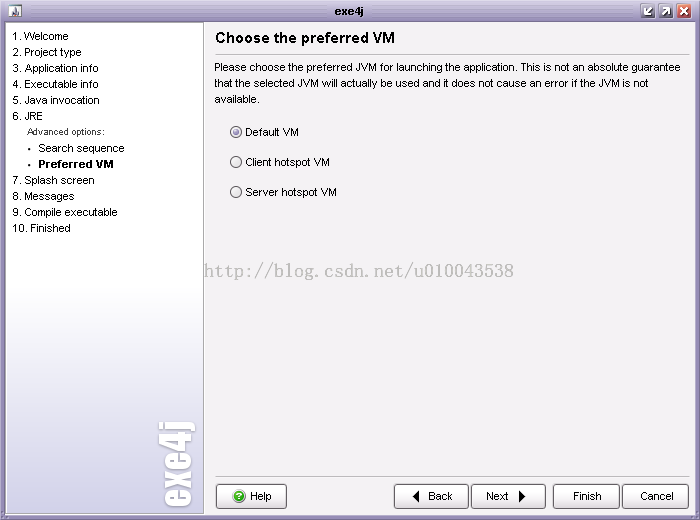 exe4j
1. Welcome
2. Project type
3. Application info
4. Executable info
5. Java invocation
6. JRE
Advanced options:
• Search sequence
• Preferred VM
7. Splash screen
8. Messages
9. Compile executable
10. Finished
exe4j
Choose the preferred VM
Please choose the preferred JVM for launching the application. This is not an absolute guarantee
that the selected JVM will actually be used and it does not cause an error if the JVM is not
available.
Default VM
Client hotspot VM
Server hotspot VM
http://blog.csdn.net/u010043538
Help
Back
Next
Finish
Cancel